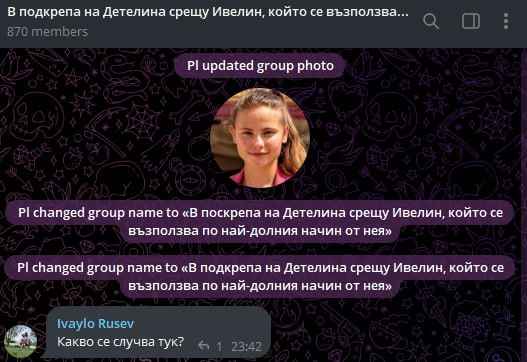 В подкрепа на Детелина срещу Ивелин, който се възползва...
870 members
Pl updated group photo
Pl changed group name to «В поскрепа на Детелина срещу Ивелин, който се
възползва по най-долния начин от нея»
Pl changed group name to «В подкрепа на Детелина срещу Ивелин, който се
възползва по най-долния начин от нея»
Ivaylo Rusev
Какво се случва тук?
1 23:42